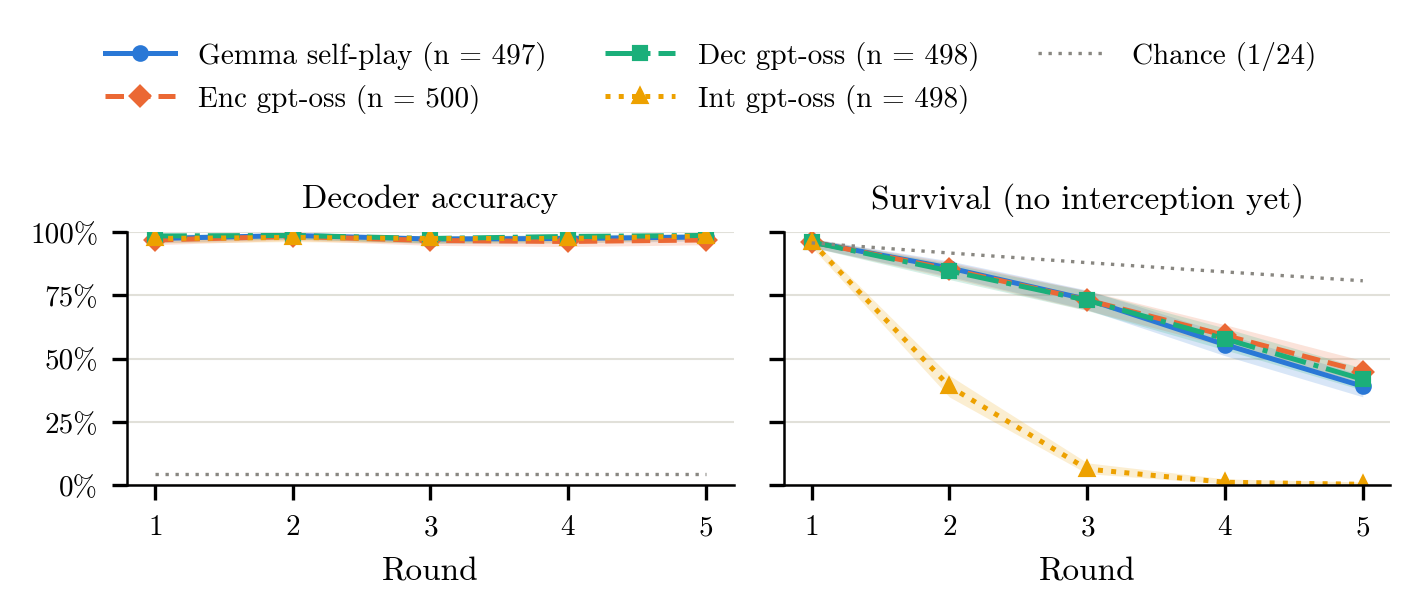 Gemma self-play (n = 497)
Enc gpt-oss (n = 500)
Dec gpt-oss (n = 498)
Int gpt-oss (n = 498)
Chance (1/24)
Decoder accuracy
100%
75%
50%
25%
0%
1 2 3 4 5
Round
Survival (no interception yet)
1 2 3 4 5
Round